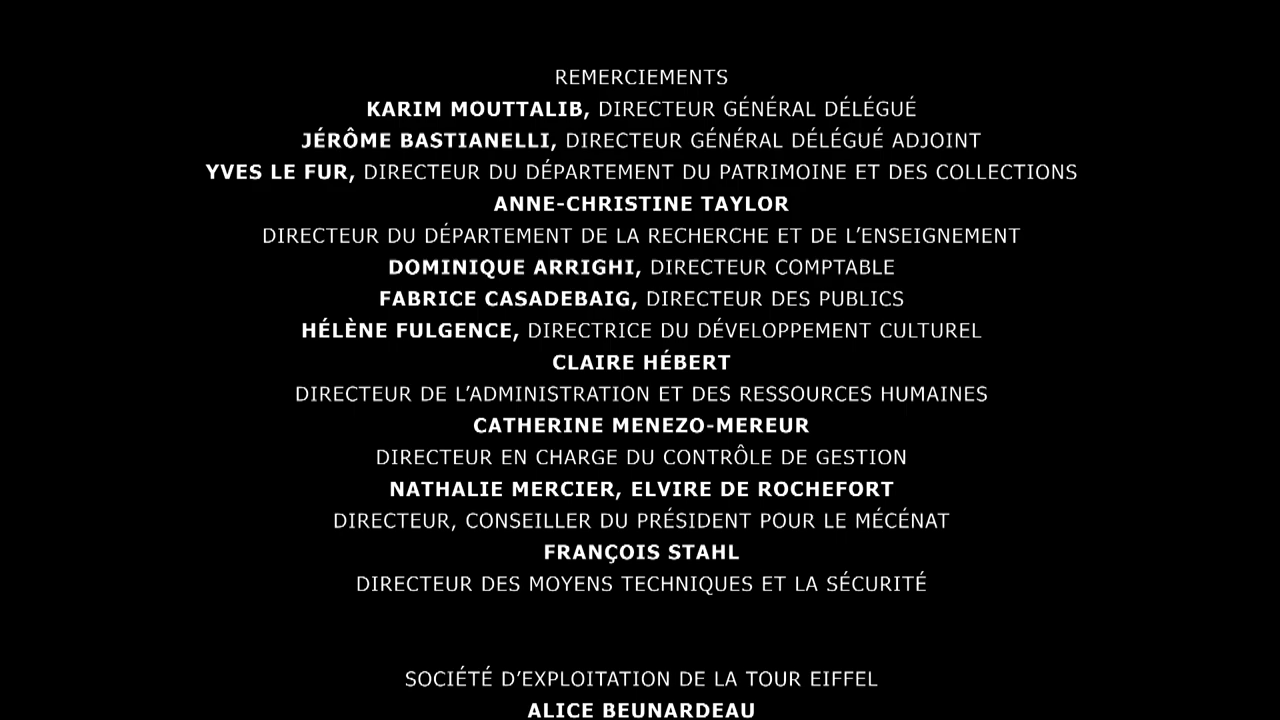 REMERCIEMENTS
KARIM MOUTTALIB, DIRECTEUR GÉNÉRAL DÉLÉGUÉ
JÉRÔME BASTIANELLI, DIRECTEUR GÉNÉRAL DÉLÉGUÉ ADJOINT
YVES LE FUR, DIRECTEUR DU DÉPARTEMENT DU PATRIMOINE ET DES COLLECTIONS
ANNE-CHRISTINE TAYLOR
DIRECTEUR DU DÉPARTEMENT DE LA RECHERCHE ET DE L’ENSEIGNEMENT
DOMINIQUE ARRIGHI, DIRECTEUR COMPTABLE
FABRICE CASADEBAIG, DIRECTEUR DES PUBLICS
HÉLÈNE FULGENCE, DIRECTRICE DU DÉVELOPPEMENT CULTUREL
CLAIRE HÉBERT
DIRECTEUR DE L’ADMINISTRATION ET DES RESSOURCES HUMAINES
CATHERINE MENEZO-MEREUR
DIRECTEUR EN CHARGE DU CONTRÔLE DE GESTION
NATHALIE MERCIER, ELVIRE DE ROCHEFORT
DIRECTEUR, CONSEILLER DU PRÉSIDENT POUR LE MÉCÉNAT
FRANÇOIS STAHL
DIRECTEUR DES MOYENS TECHNIQUES ET LA SÉCURITÉ
SOCIÉTÉ D’EXPLOITATION DE LA TOUR EIFFEL
ALICE BEUNARDEAU